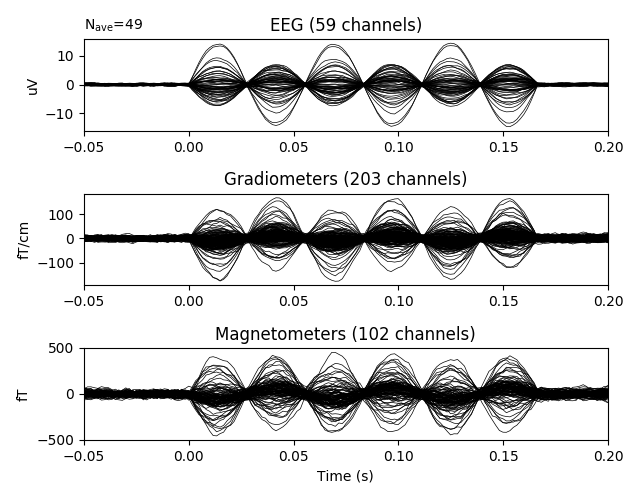 N_ave=49
EEG (59 channels)
10
0
−10
uV
−0.05 0.00 0.05 0.10 0.15 0.20
Gradiometers (203 channels)
100
0
−100
fT/cm
−0.05 0.00 0.05 0.10 0.15 0.20
Magnetometers (102 channels)
500
0
−500
fT
−0.05 0.00 0.05 0.10 0.15 0.20
Time (s)